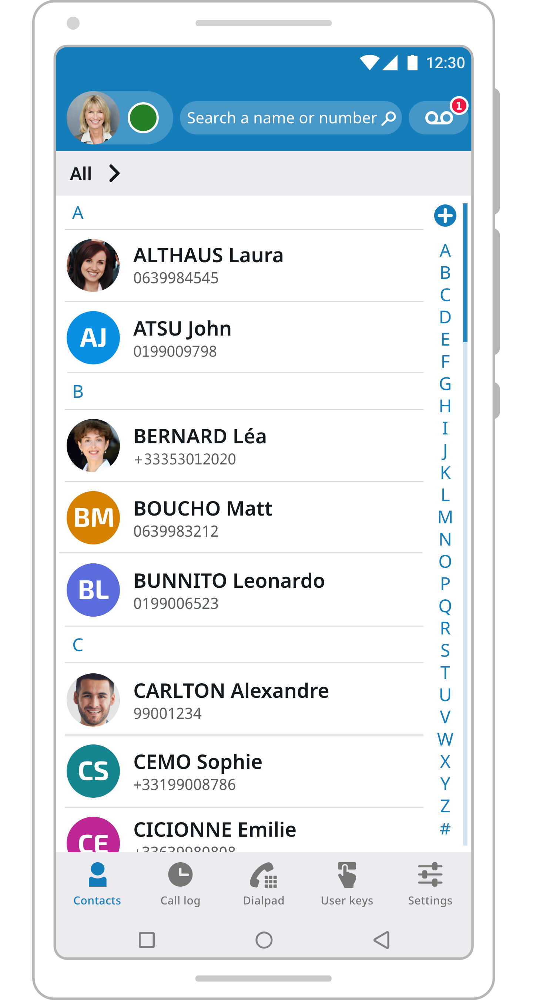 12:30
Search a name or number
1
All
A
ALTHAUS Laura
0639984545
AJ
ATSU John
0199009798
B
BERNARD Léa
+33353012020
BM
BOUCHO Matt
0639983212
BL
BUNNITO Leonardo
0199006523
C
CARLTON Alexandre
99001234
CS
CEMO Sophie
+33199008786
CE
CICIONNE Emilie
+33639980808
A
B
C
D
E
F
G
H
I
J
K
L
M
N
O
P
Q
R
S
T
U
V
W
X
Y
Z
#
Contacts
Call log
Dialpad
User keys
Settings